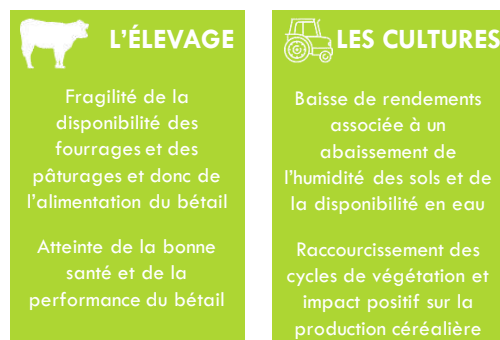 L'ÉLEVAGE
Fragilité de la
disponibilité des
fourrages et des
pâturages et donc de
l'alimentation du bétail
Atteinte de la bonne
santé et de la
performance du bétail
LES CULTURES
Baisse de rendements
associée à un
abaissement de
l'humidité des sols et de
la disponibilité en eau
Raccourcissement des
cycles de végétation et
impact positif sur la
production céréalière